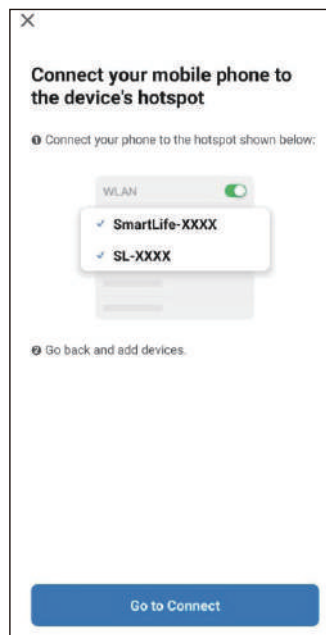 Connect your mobile phone to
the device's hotspot
❶ Connect your phone to the hotspot shown below:
WLAN
SmartLife-XXXX
SL-XXXX
❷ Go back and add devices.
Go to Connect